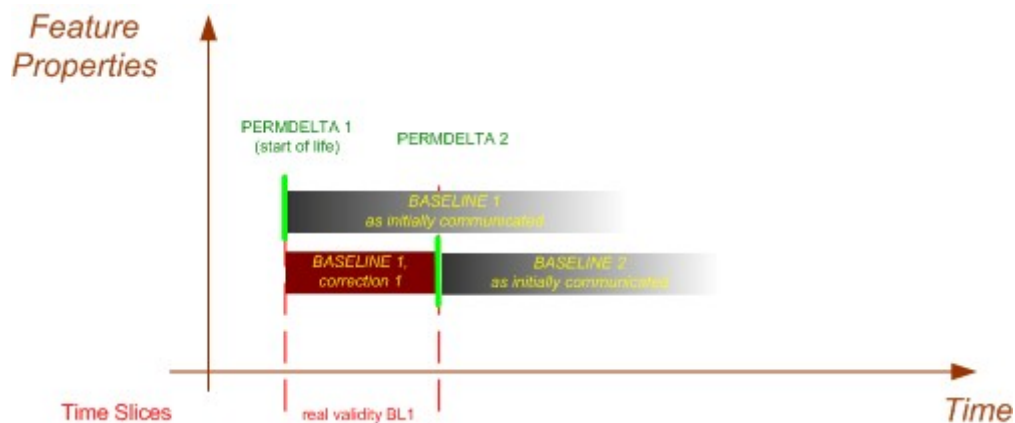 Feature
Properties
PERMDELTA 1
(start of life)
PERMDELTA 2
BASELINE 1
as initially communicated
BASELINE 1,
correction 1
BASELINE 2
as initially communicated
Time Slices
real validity BL1
Time